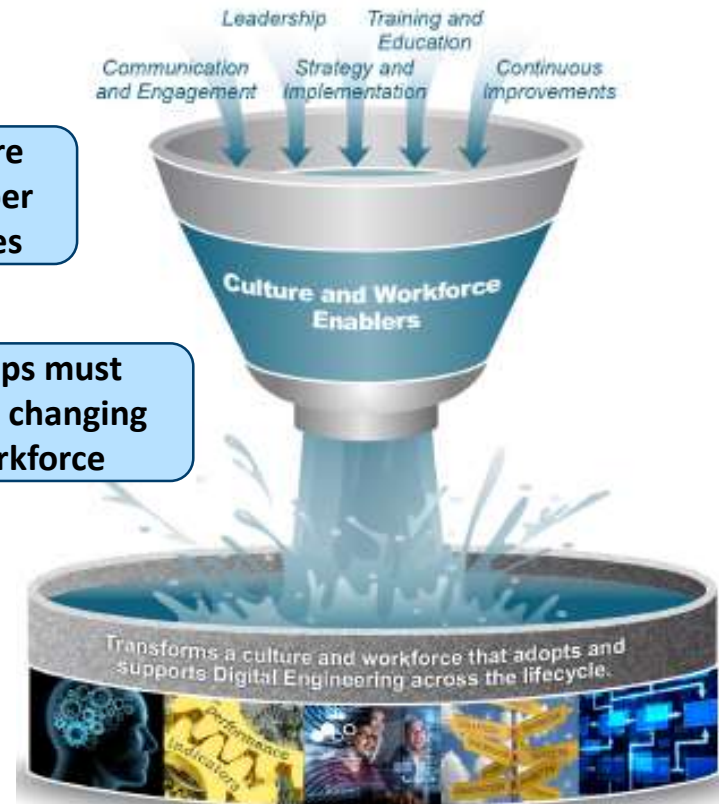 Leadership
Training and
Education
Communication
and Engagement
Strategy and
Implementation
Continuous
Improvements
re
per
es
Culture and Workforce
Enablers
ps must
changing
rkforce
Transforms a culture and workforce that adopts and
supports Digital Engineering across the lifecycle.
Performance
Indicators